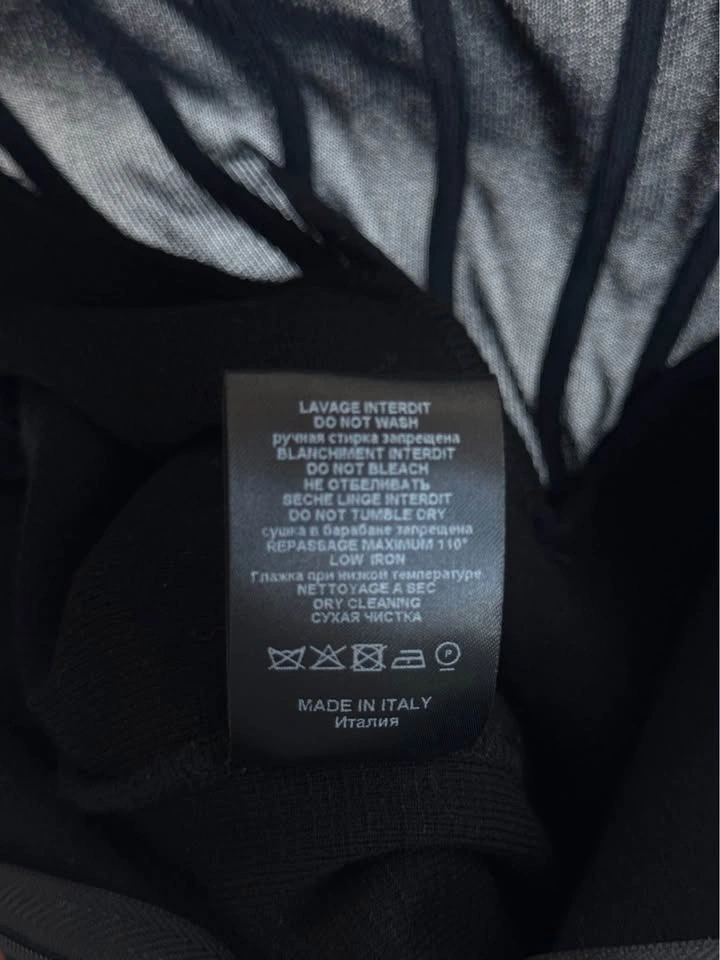 LAVAGE INTERDIT
DO NOT WASH
ручная стирка запрещена
BLANCHIMENT INTERDIT
DO NOT BLEACH
НЕ ОТБЕЛИВАТЬ
SECHE LINGE INTERDIT
DO NOT TUMBLE DRY
сушка в барабане запрещена
REPASSAGE MAXIMUM 110°
LOW IRON
Глажка при низкой температуре
NETTOYAGE A SEC
DRY CLEANING
СУХАЯ ЧИСТКА
P
MADE IN ITALY
Италия